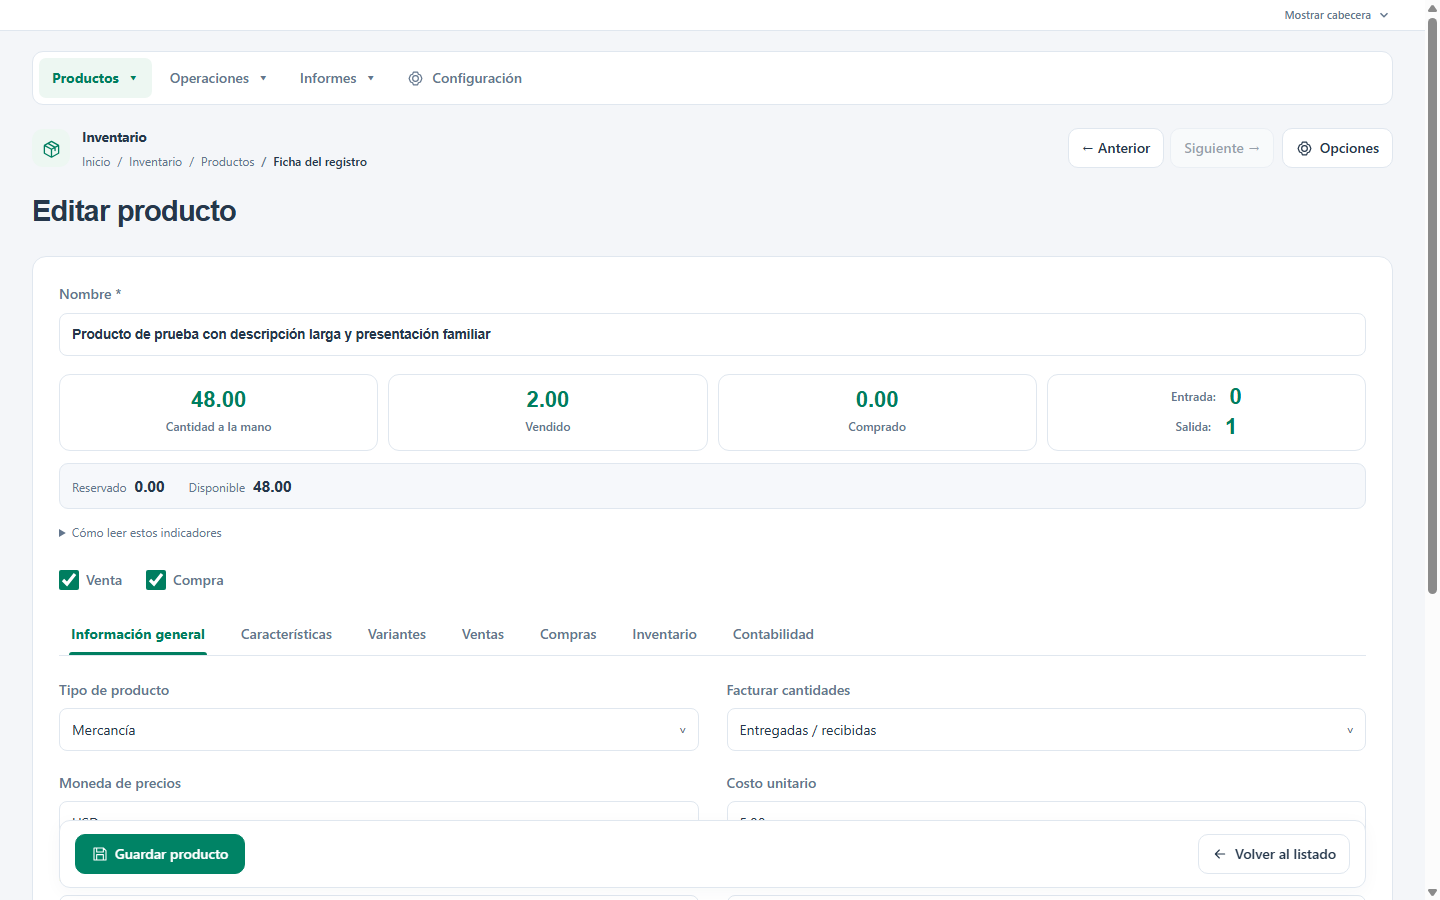 Mostrar cabecera
Productos Operaciones Informes Configuración
Inventario
Inicio / Inventario / Productos / Ficha del registro
← Anterior Siguiente → Opciones
Editar producto
Nombre *
Producto de prueba con descripción larga y presentación familiar
48.00 2.00 0.00 Entrada: 0
Cantidad a la mano Vendido Comprado Salida: 1
Reservado 0.00 Disponible 48.00
Cómo leer estos indicadores
Venta Compra
Información general Características Variantes Ventas Compras Inventario Contabilidad
Tipo de producto Facturar cantidades
Mercancía Entregadas / recibidas
Moneda de precios Costo unitario
Guardar producto ← Volver al listado